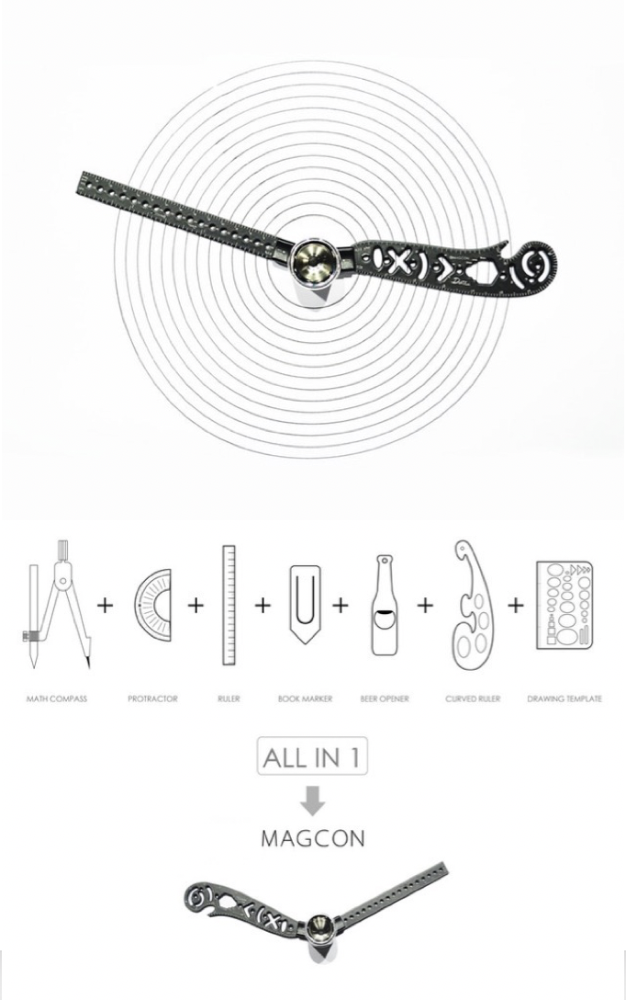 MATH COMPASS
PROTRACTOR
RULER
BOOK MARKER
BEER OPENER
CURVED RULER
DRAWING TEMPLATE
ALL IN 1
MAGCON